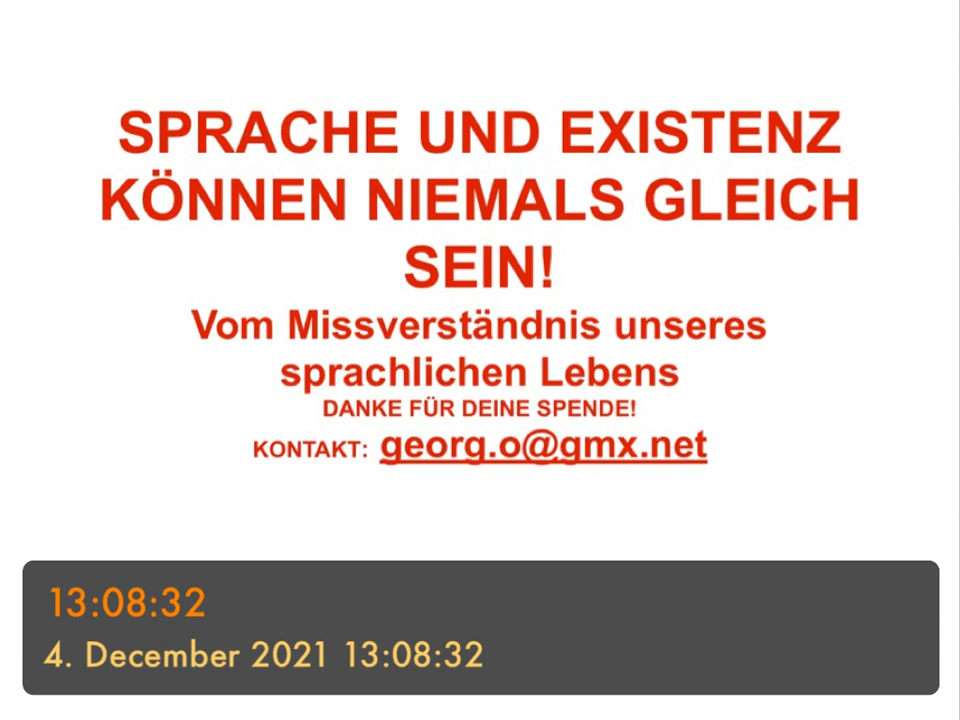 SPRACHE UND EXISTENZ
KÖNNEN NIEMALS GLEICH
SEIN!
Vom Missverständnis unseres
sprachlichen Lebens
DANKE FÜR DEINE SPENDE!
KONTAKT: georg.o@gmx.net
13:08:32
4. December 2021 13:08:32